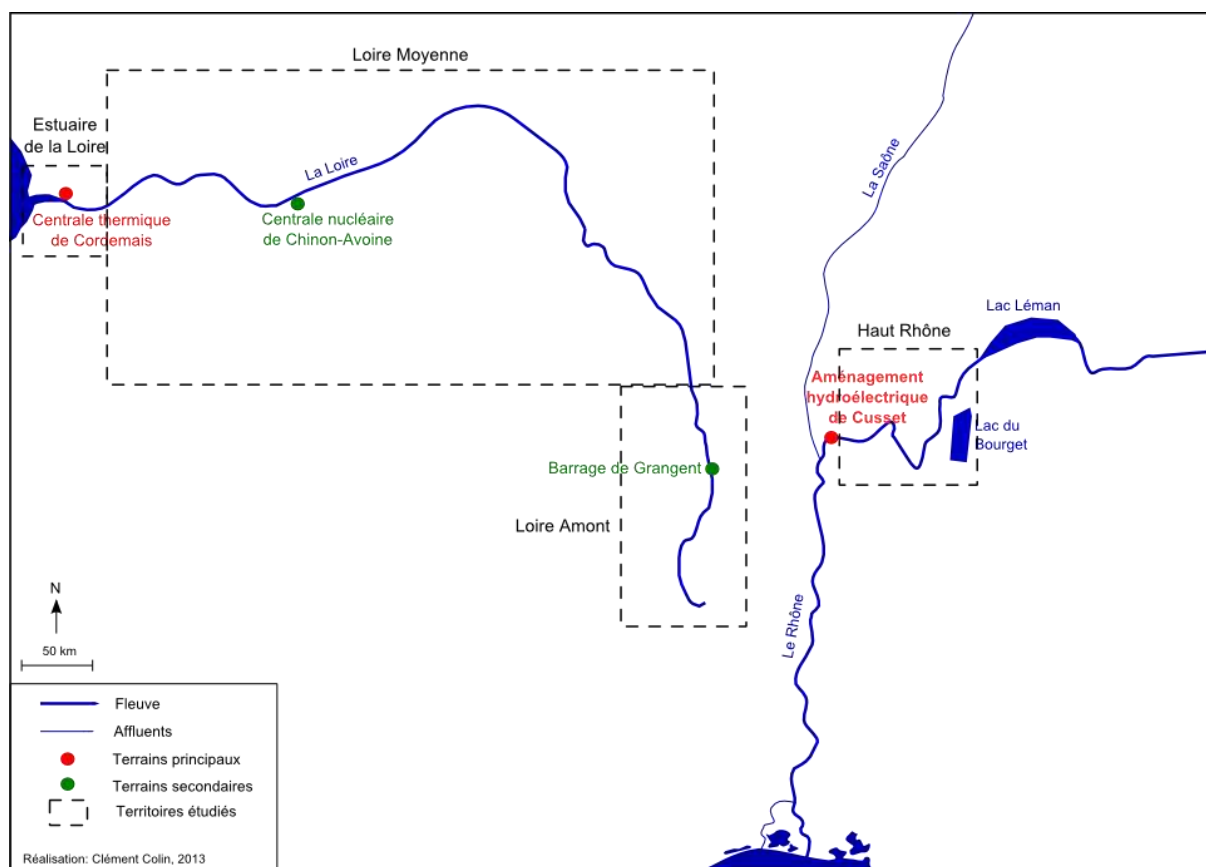 Loire Moyenne
Estuaire
de la Loire
La Loire
Centrale thermique
de Cordemais
Centrale nucléaire
de Chinon-Avoine
La Saône
Lac Léman
Haut Rhône
Aménagement
hydroélectrique
de Cusset
Lac du
Bourget
Barrage de Grangent
Loire Amont
Le Rhône
N
50 km
Fleuve
Affluents
Terrains principaux
Terrains secondaires
Territoires étudiés
Réalisation: Clément Colin, 2013